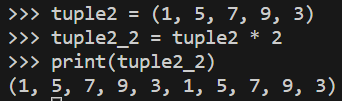 >>> tuple2 = (1, 5, 7, 9, 3)
>>> tuple2_2 = tuple2 * 2
>>> print(tuple2_2)
(1, 5, 7, 9, 3, 1, 5, 7, 9, 3)